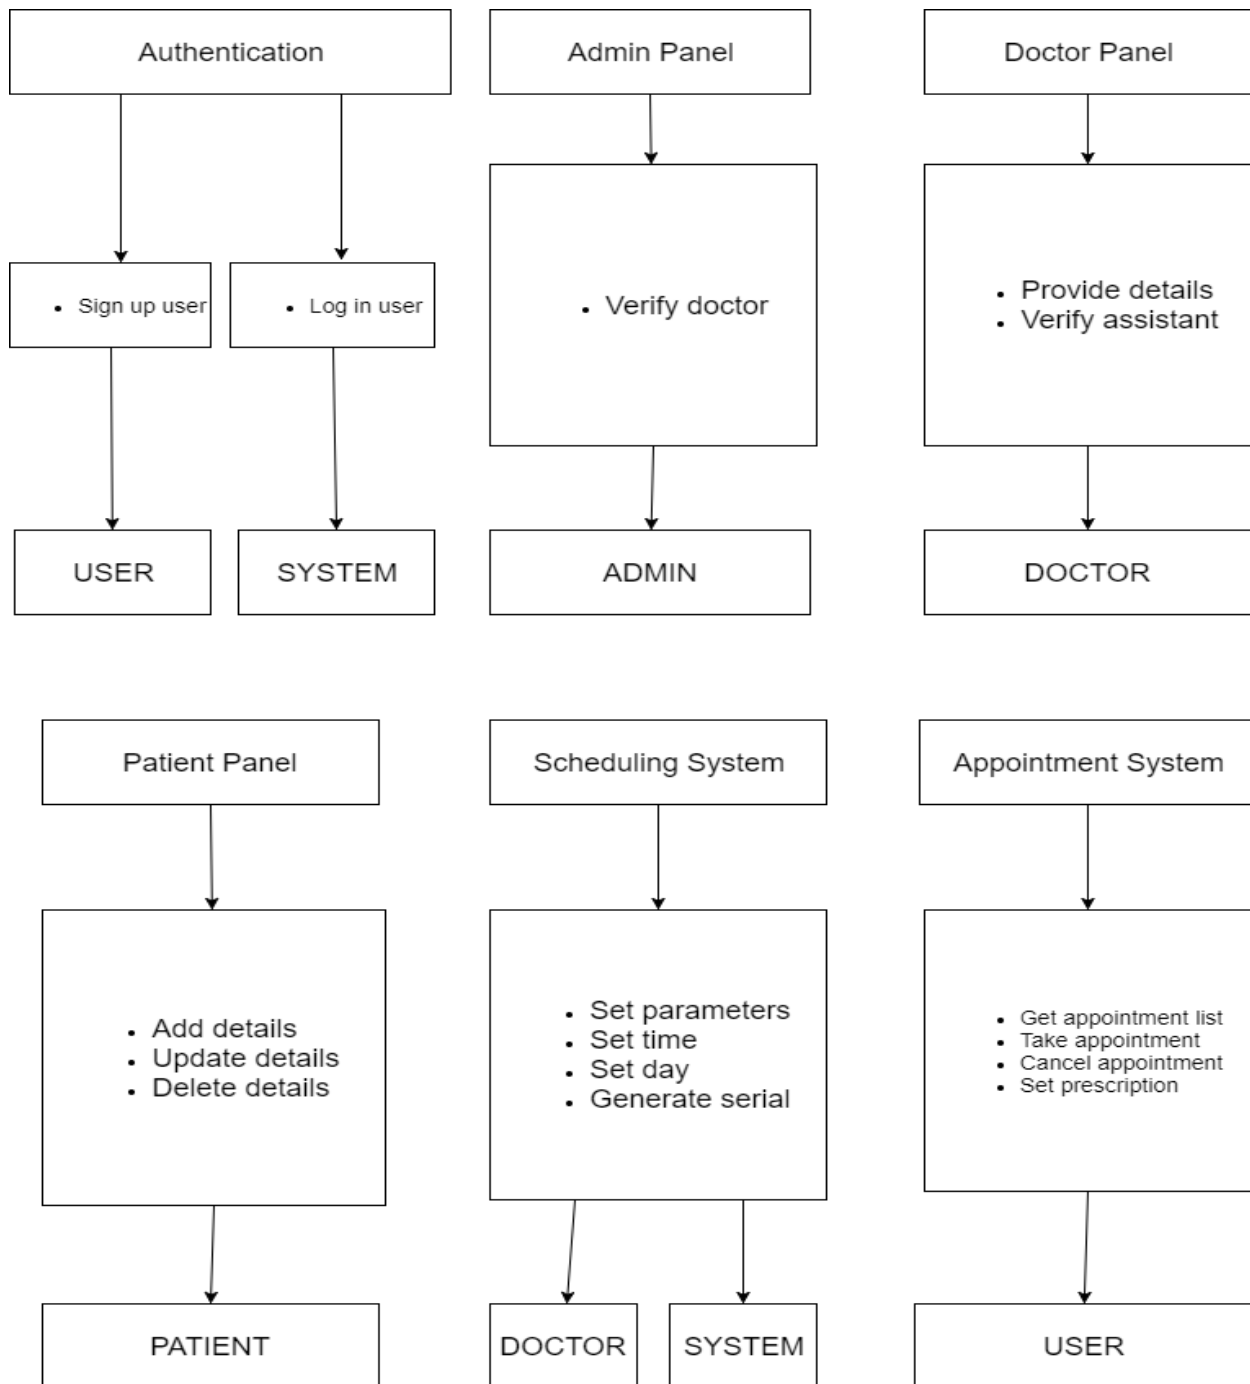 Authentication
Admin Panel
Doctor Panel
• Sign up user
• Log in user
• Verify doctor
• Provide details
• Verify assistant
USER
SYSTEM
ADMIN
DOCTOR
Patient Panel
Scheduling System
Appointment System
• Add details
• Update details
• Delete details
• Set parameters
• Set time
• Set day
• Generate serial
• Get appointment list
• Take appointment
• Cancel appointment
• Set prescription
PATIENT
DOCTOR
SYSTEM
USER